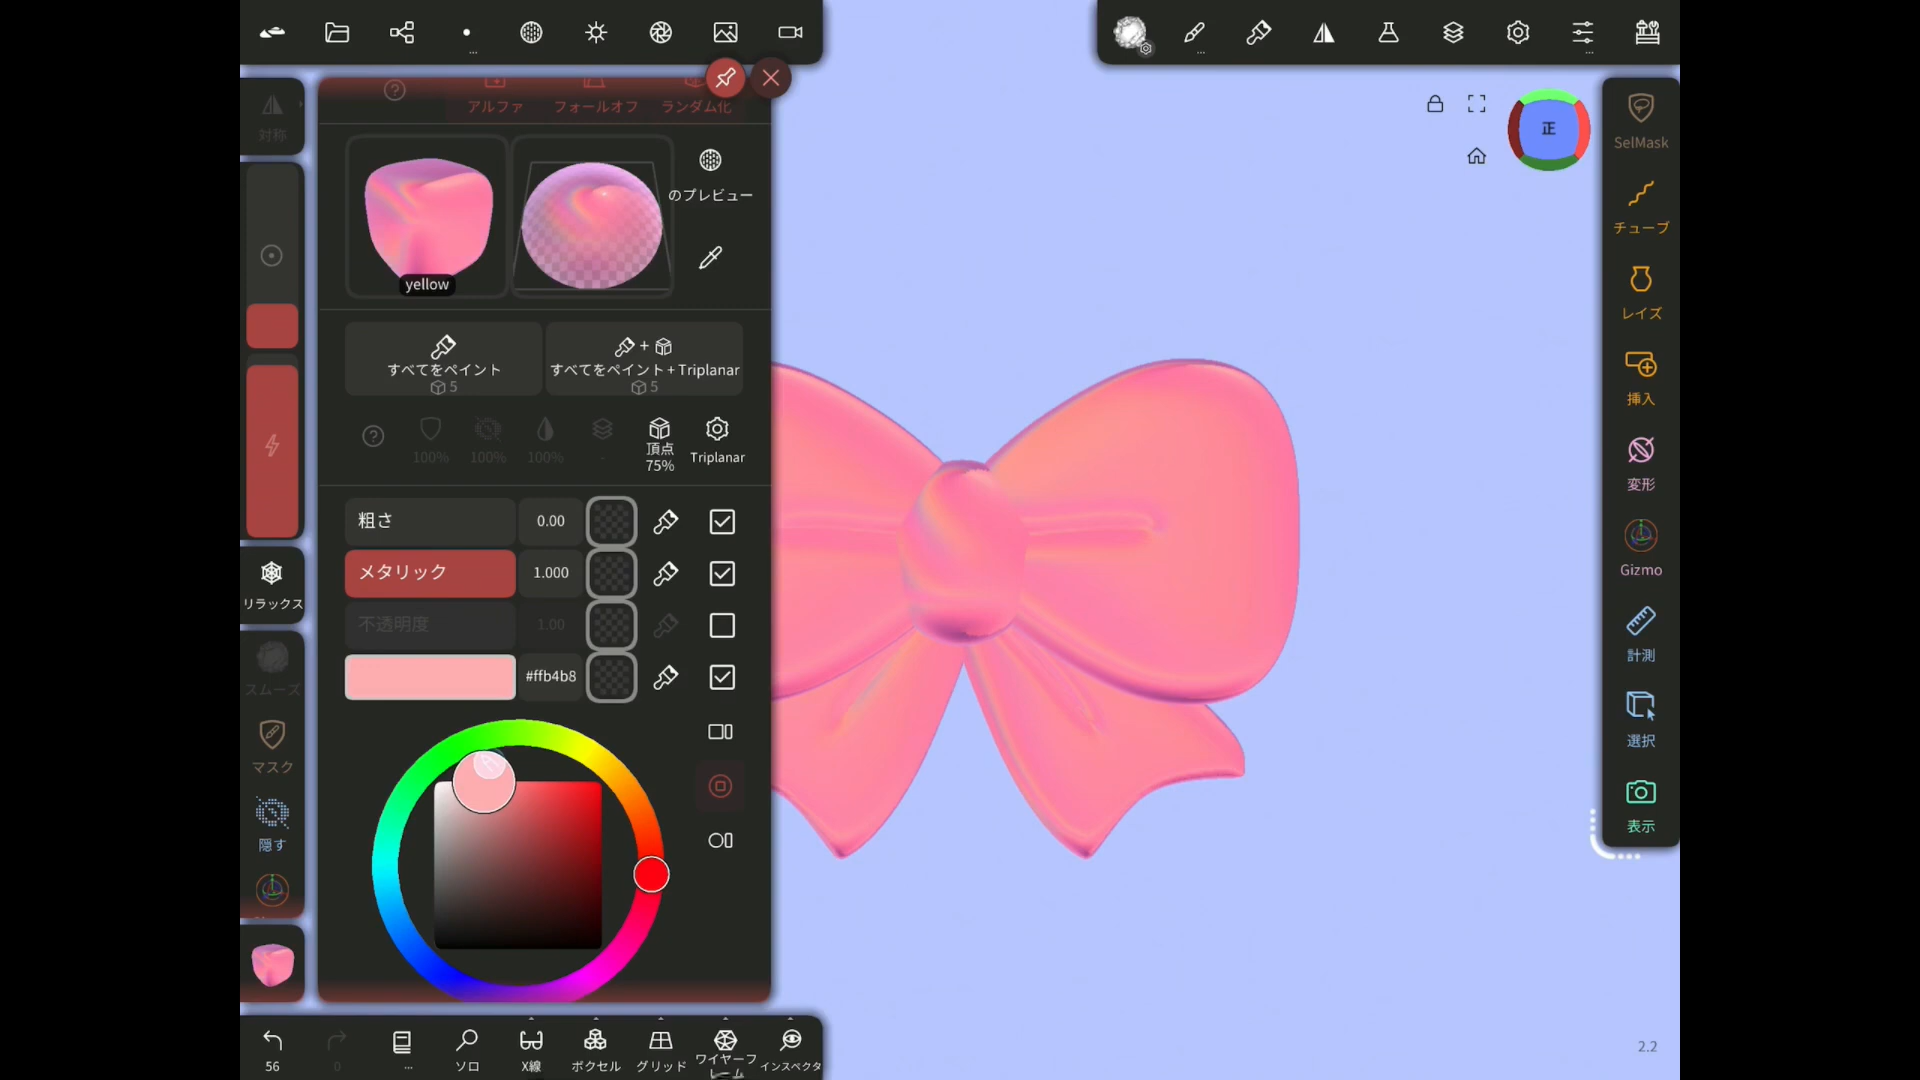 アルファ フォールオフ ランダム化
対称
正
SelMask
yellow
のプレビュー
チューブ
レイズ
すべてをペイント
5
すべてをペイント+Triplanar
5
挿入
100% 100% 100% - 頂点 75% Triplanar
変形
粗さ 0.00
メタリック 1.000
Gizmo
リラックス
不透明度 1.00
計測
#ffb4b8
スムーズ
選択
マスク
表示
隠す
56 0 ... ソロ X線 ボクセル グリッド ワイヤーフレーム インスペクタ
2.2